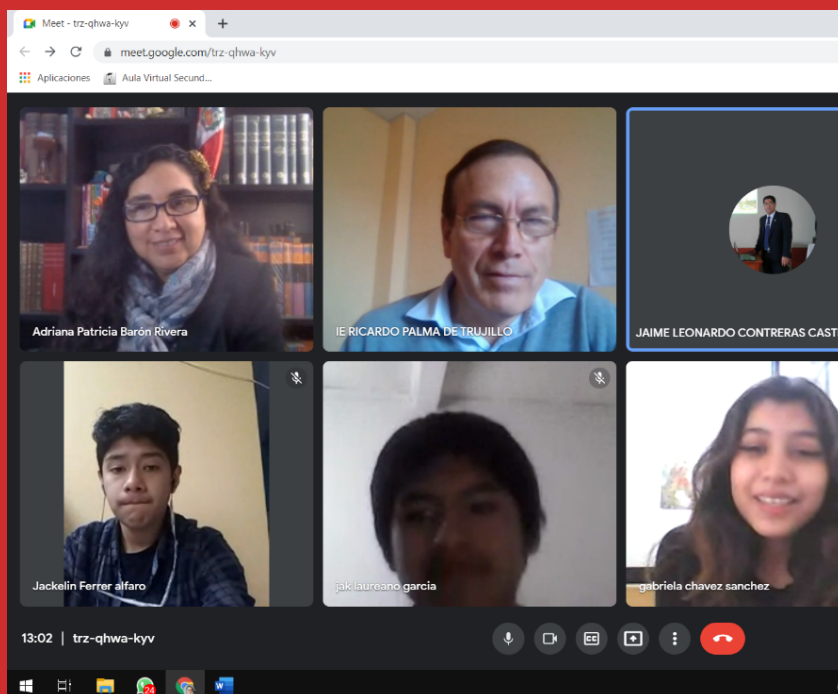 Meet - trz-qhwa-kyv
meet.google.com/trz-qhwa-kyv
Aplicaciones
Aula Virtual Secund...
Adriana Patricia Barón Rivera
IE RICARDO PALMA DE TRUJILLO
JAIME LEONARDO CONTRERAS CAST
Jackelin Ferrer alfaro
jak laureano garcia
gabriela chavez sanchez
13:02 | trz-qhwa-kyv
CC
24
W